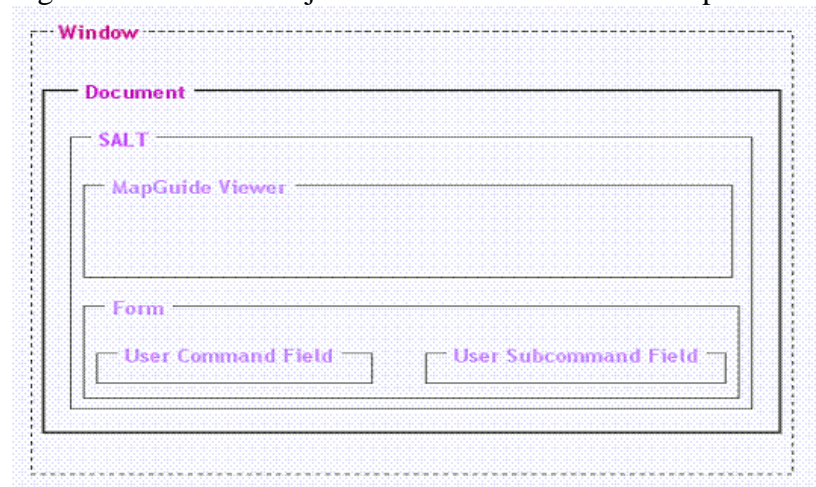 Window
Document
SALT
MapGuide Viewer
Form
User Command Field User Subcommand Field